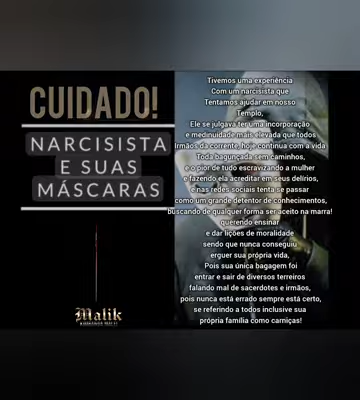 CUIDADO!
NARCISISTA
E SUAS
MÁSCARAS
Malik
Tivemos uma experiência
Com um narcisista que
Tentamos ajudar em nosso
Templo,
Ele se julgava ter uma incorporação
e mediunidade mais elevada que todos
Irmãos da corrente, hoje continua com a vida
Toda bagunçada sem caminhos,
e o pior de tudo escravizando a mulher
e fazendo ela acreditar em seus delírios,
e nas redes sociais tenta se passar
como um grande detentor de conhecimentos,
buscando de qualquer forma ser aceito na marra!
querendo ensinar
e dar lições de moralidade
sendo que nunca conseguiu
erguer sua própria vida,
Pois sua única bagagem foi
entrar e sair de diversos terreiros
falando mal de sacerdotes e irmãos,
pois nunca está errado sempre está certo,
se referindo a todos inclusive sua
própria família como carniças!